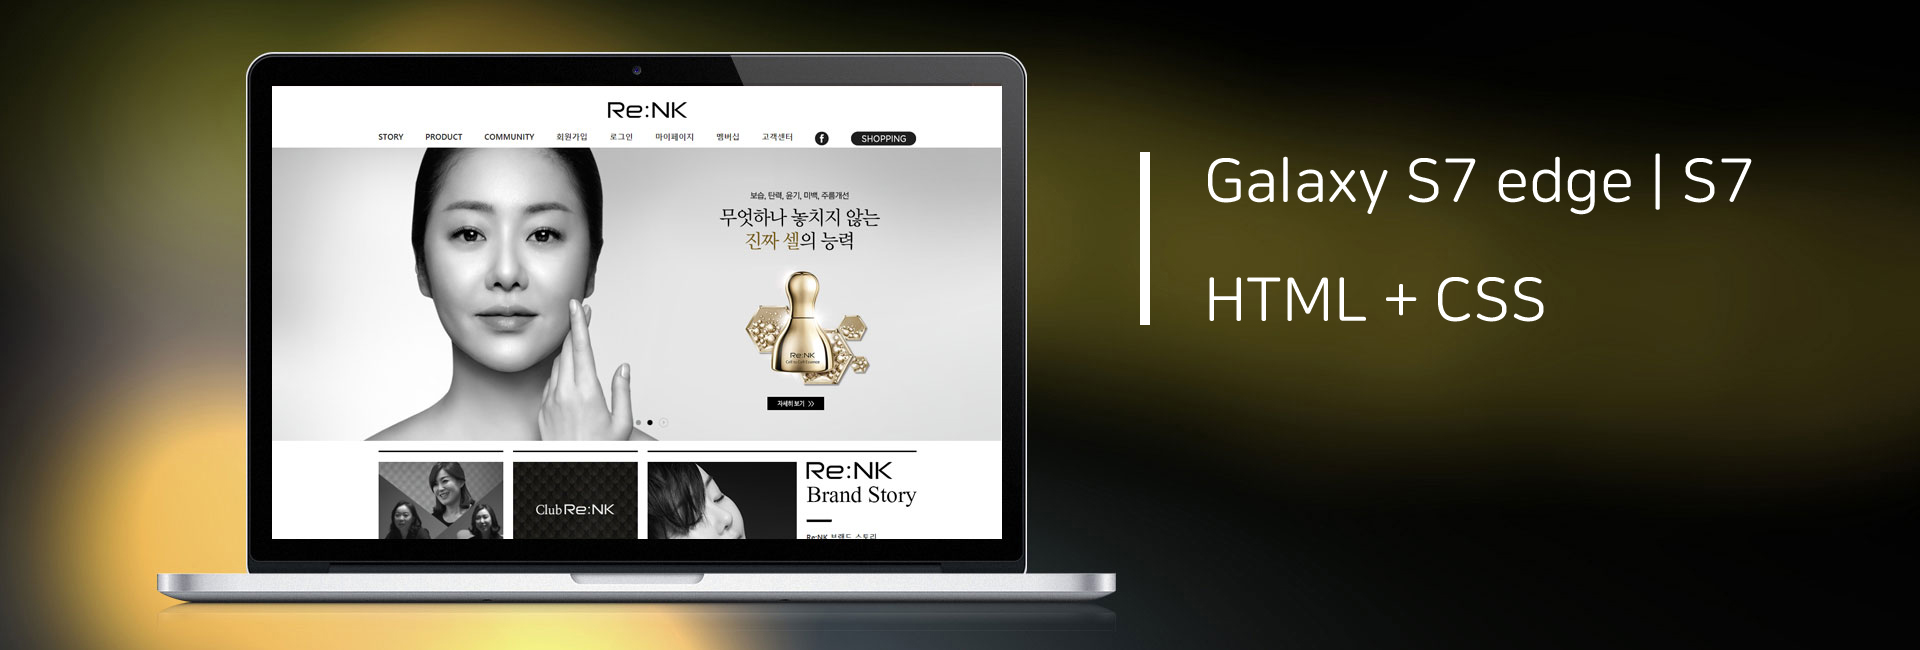 Re:NK
STORY PRODUCT COMMUNITY 회원가입 로그인 마이페이지 멤버십 고객센터 f SHOPPING
보습, 탄력, 윤기, 미백, 주름개선
무엇하나 놓치지 않는
진짜 셀의 능력
Re:NK
Cell to Cell Essence
자세히 보기 >>
Club Re:NK
Re:NK
Brand Story
Re:NK 브랜드 스토리
Galaxy S7 edge | S7
HTML + CSS